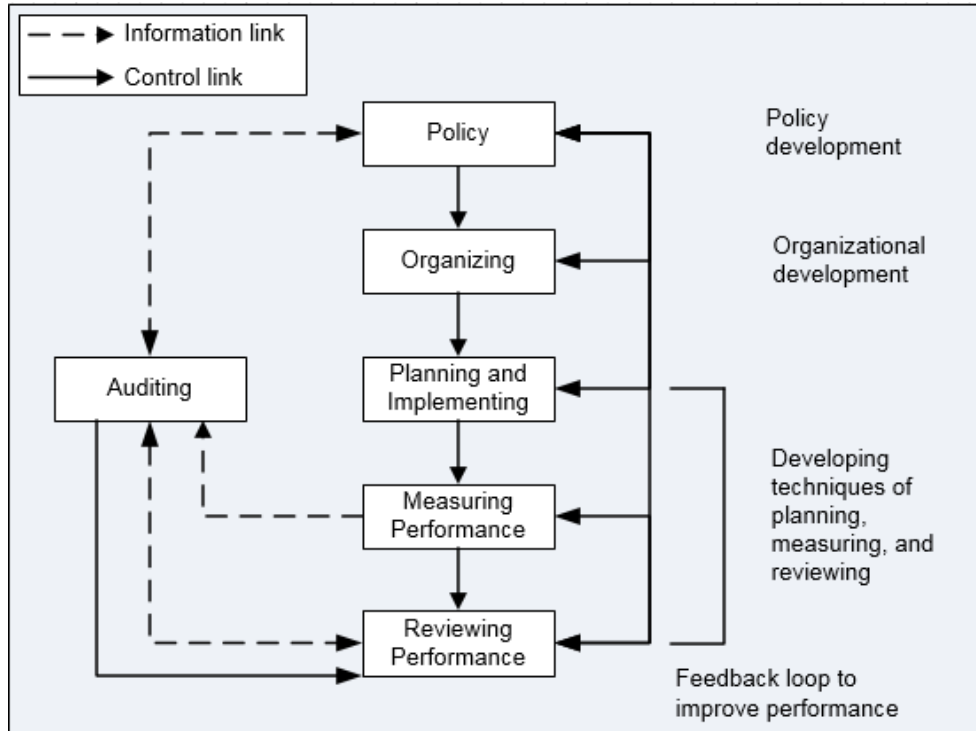 Information link
Control link
Policy
Policy
development
Organizing
Organizational
development
Auditing
Planning and
Implementing
Measuring
Performance
Developing
techniques of
planning,
measuring, and
reviewing
Reviewing
Performance
Feedback loop to
improve performance